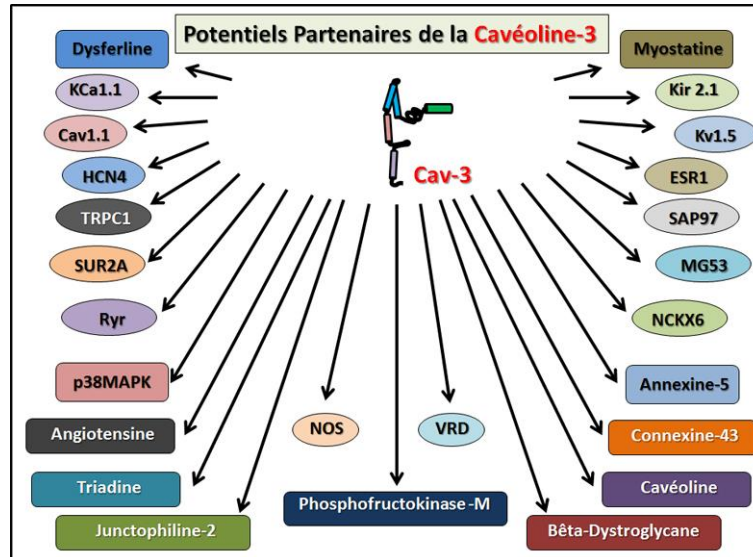 Potentiels Partenaires de la Cavéoline-3
Dysferline
Myostatine
KCa1.1
Kir 2.1
Cav1.1
Kv1.5
HCN4
Cav-3
ESR1
TRPC1
SAP97
SUR2A
MG53
Ryr
NCKX6
p38MAPK
Annexine-5
Angiotensine
NOS
VRD
Connexine-43
Triadine
Cavéoline
Phosphofructokinase-M
Junctophiline-2
Bêta-Dystroglycane